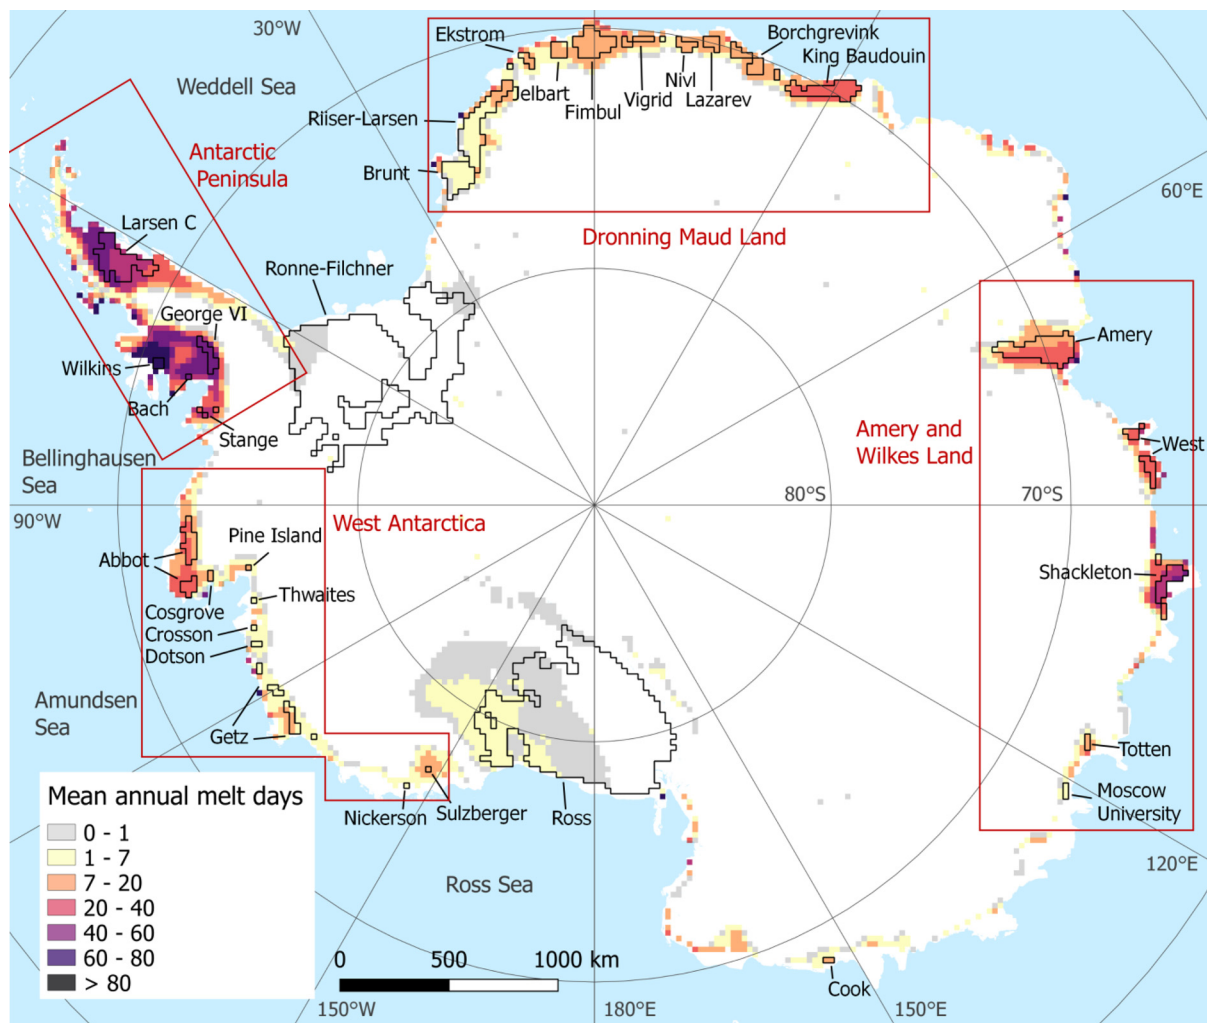 30°W
Ekstrom
Borchgrevink
King Baudouin
Weddell Sea
Jelbart
Fimbul
Vigrid
Nivl
Lazarev
Riiser-Larsen
Antarctic
Peninsula
Brunt
60°E
Larsen C
Dronning Maud Land
Ronne-Filchner
George VI
Amery
Wilkins
Bach
Stange
Amery and
Wilkes Land
West
Bellinghausen
Sea
80°S
70°S
90°W
West Antarctica
Pine Island
Abbot
Shackleton
Thwaites
Cosgrove
Crosson
Dotson
Amundsen
Sea
Getz
Totten
Moscow
University
Mean annual melt days
0 - 1
1 - 7
7 - 20
20 - 40
40 - 60
60 - 80
> 80
Nickerson
Sulzberger
Ross
120°E
Ross Sea
0
500
1000 km
Cook
150°W
180°E
150°E